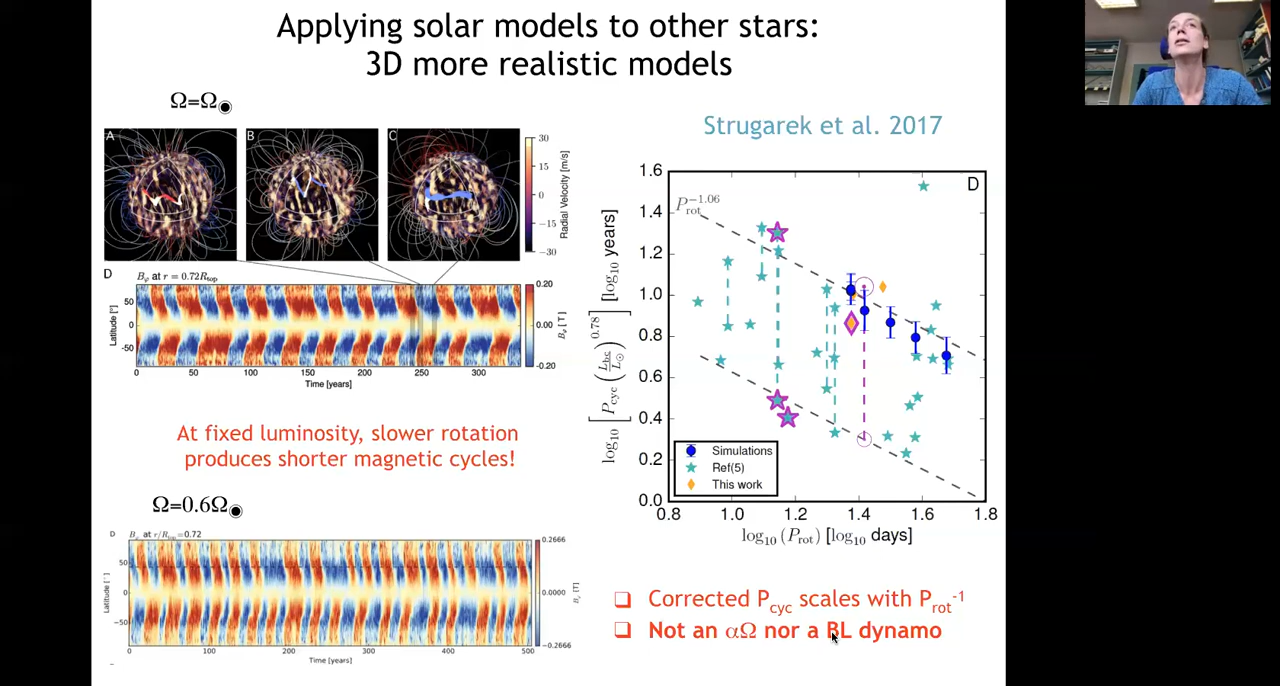 Applying solar models to other stars:
3D more realistic models
Ω=Ω☉
A
B
C
30
15
0
−15
−30
Radial Velocity [m/s]
D
Bφ at r = 0.72Rtop
50
0
-50
Latitude [°]
0 50 100 150 200 250 300
Time [years]
0.20
0.00
-0.20
Bφ [T]
At fixed luminosity, slower rotation
produces shorter magnetic cycles!
Ω=0.6Ω☉
D
Bφ at r/Rtop=0.72
50
0
−50
Latitude [°]
0 100 200 300 400 500
Time [years]
0.2666
0.0000
-0.2666
Bφ [T]
Strugarek et al. 2017
D
Prot^−1.06
1.6
1.4
1.2
1.0
0.8
0.6
0.4
0.2
0.0
log10 [Pcyc (Lbc/L⊙)^0.78] [log10 years]
Simulations
Ref(5)
This work
0.8 1.0 1.2 1.4 1.6 1.8
log10 (Prot) [log10 days]
❑ Corrected Pcyc scales with Prot^-1
❑ Not an αΩ nor a BL dynamo